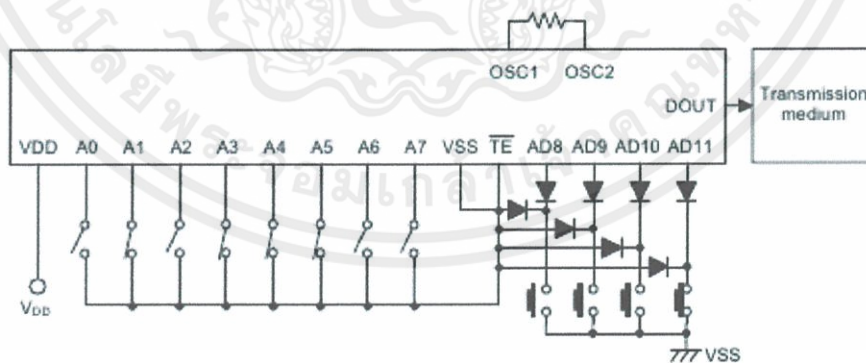 OSC1 OSC2
DOUT
Transmission
medium
VDD A0 A1 A2 A3 A4 A5 A6 A7 VSS TE AD8 AD9 AD10 AD11
VDD
VSS